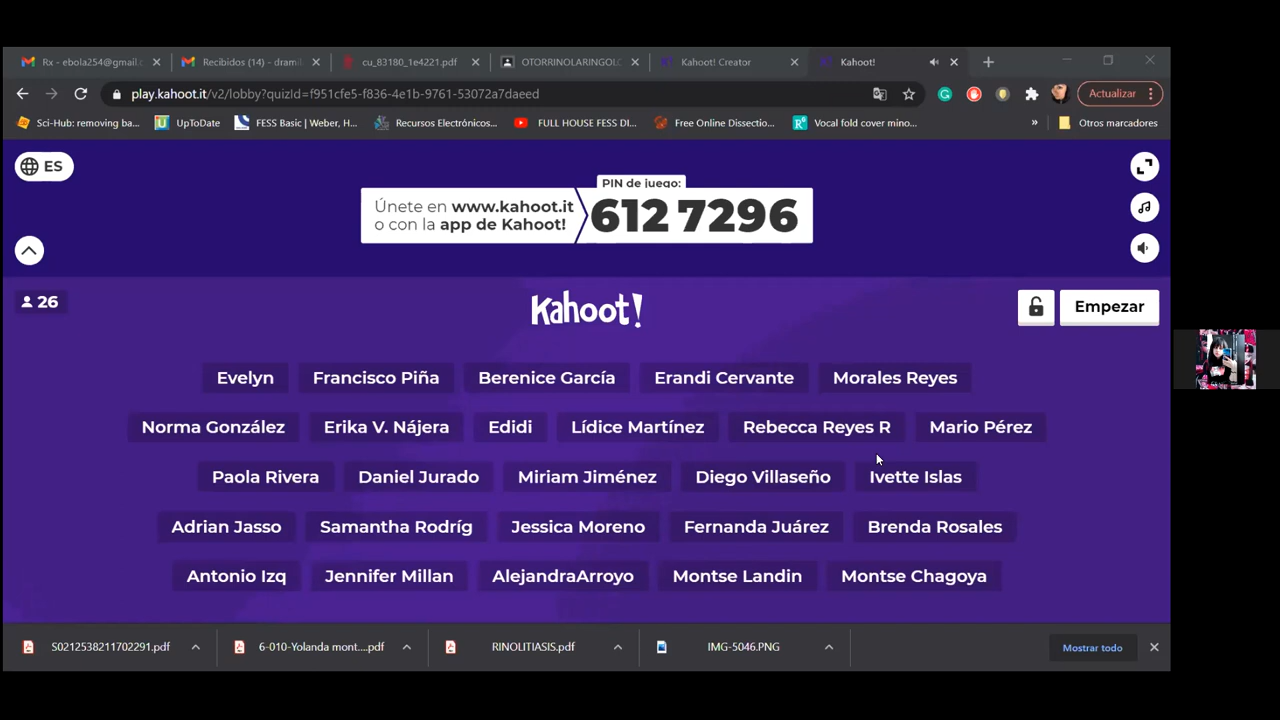 Rx - ebola254@gmail.c
Recibidos (14) - dramil
cu_83180_1e4221.pdf
OTORRINOLARINGOLO
Kahoot! Creator
Kahoot!
play.kahoot.it/v2/lobby?quizId=f951cfe5-f836-4e1b-9761-53072a7daeed
Actualizar
Sci-Hub: removing ba...
UpToDate
FESS Basic | Weber, H...
Recursos Electrónicos...
FULL HOUSE FESS DI...
Free Online Dissectio...
Vocal fold cover mino...
»
Otros marcadores
ES
PIN de juego:
Únete en www.kahoot.it
o con la app de Kahoot!
612 7296
26
Kahoot!
Empezar
Evelyn Francisco Piña Berenice García Erandi Cervante Morales Reyes
Norma González Erika V. Nájera Edidi Lídice Martínez Rebecca Reyes R Mario Pérez
Paola Rivera Daniel Jurado Miriam Jiménez Diego Villaseño Ivette Islas
Adrian Jasso Samantha Rodríg Jessica Moreno Fernanda Juárez Brenda Rosales
Antonio Izq Jennifer Millan AlejandraArroyo Montse Landin Montse Chagoya
S0212538211702291.pdf
6-010-Yolanda mont....pdf
RINOLITIASIS.pdf
IMG-5046.PNG
Mostrar todo